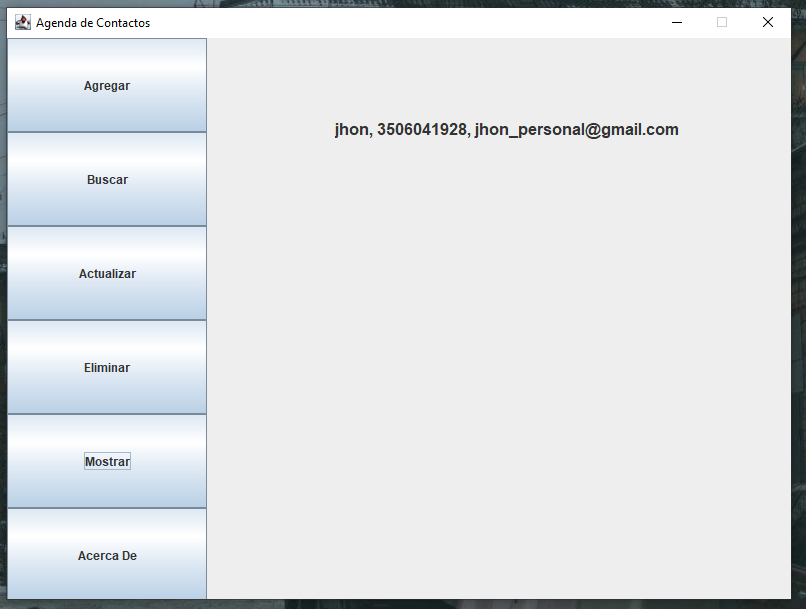 Agenda de Contactos
Agregar
jhon, 3506041928, jhon_personal@gmail.com
Buscar
Actualizar
Eliminar
Mostrar
Acerca De